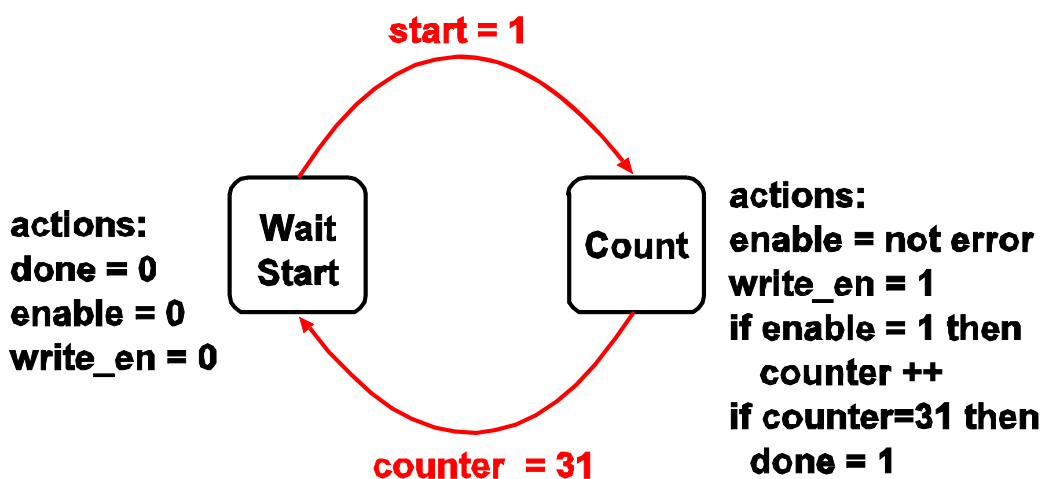 start = 1
actions:
done = 0
enable = 0
write_en = 0
Wait
Start
Count
actions:
enable = not error
write_en = 1
if enable = 1 then
counter ++
if counter=31 then
done = 1
counter = 31